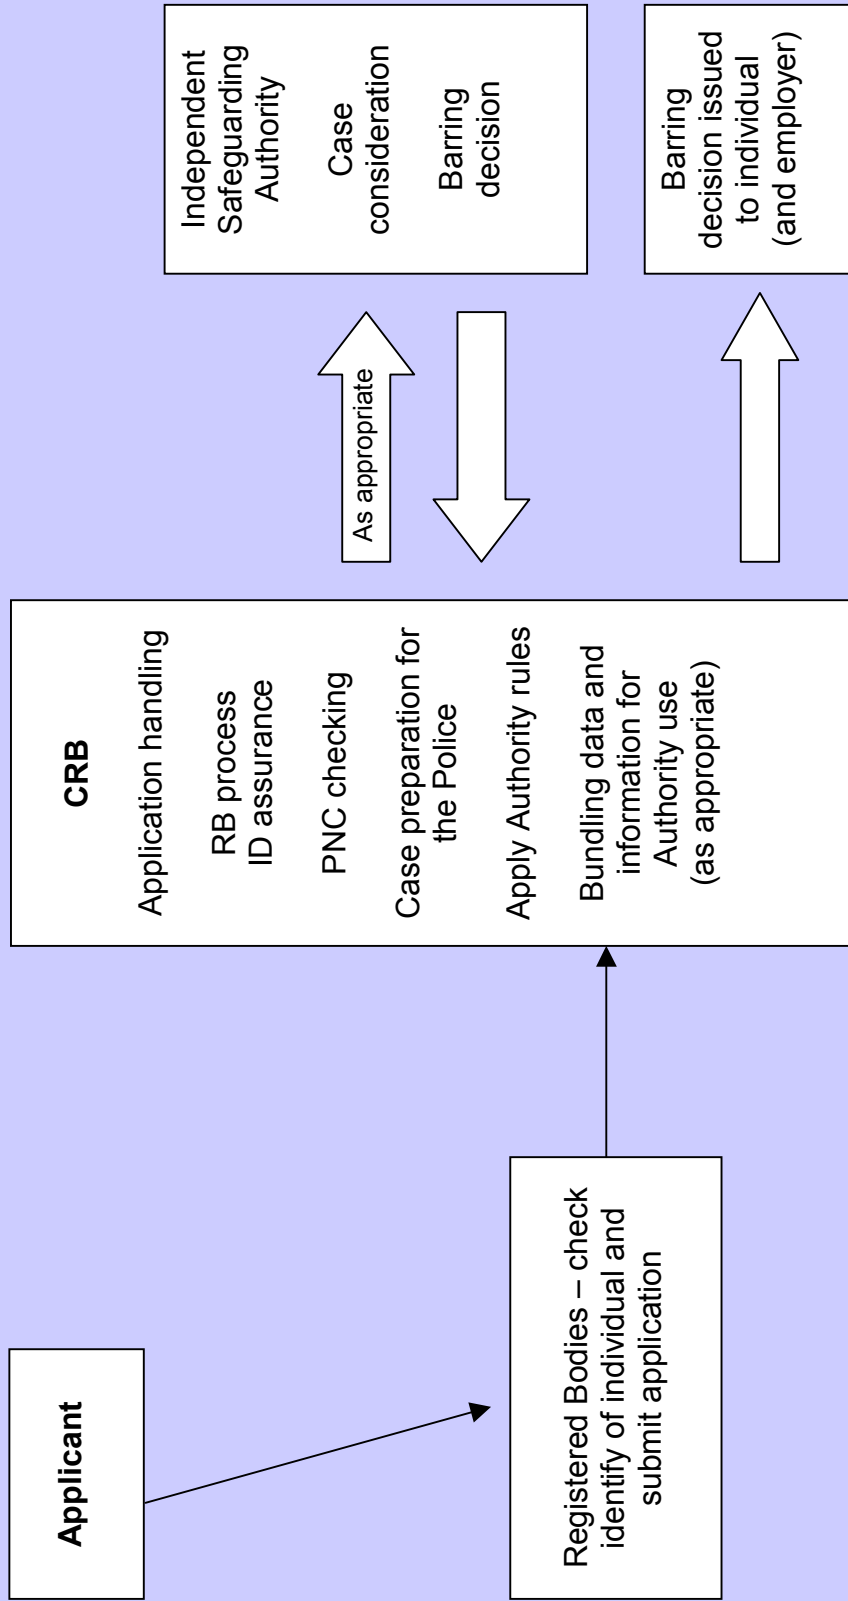 Applicant
Registered Bodies – check
identify of individual and
submit application
CRB
Application handling
RB process
ID assurance
PNC checking
Case preparation for
the Police
Apply Authority rules
Bundling data and
information for
Authority use
(as appropriate)
As appropriate
Independent
Safeguarding
Authority
Case
consideration
Barring
decision
Barring
decision issued
to individual
(and employer)